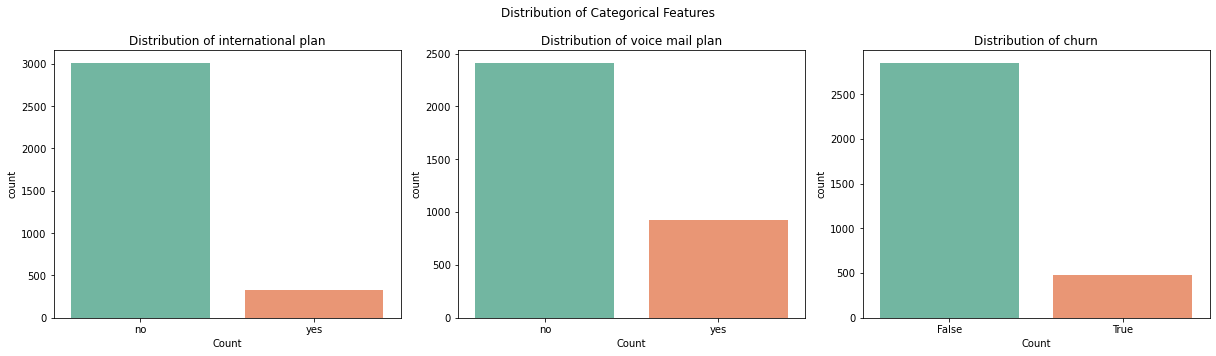 Distribution of Categorical Features
Distribution of international plan
3000
2500
2000
1500
1000
500
0
count
no yes
Count
Distribution of voice mail plan
2500
2000
1500
1000
500
0
count
no yes
Count
Distribution of churn
2500
2000
1500
1000
500
0
count
False True
Count